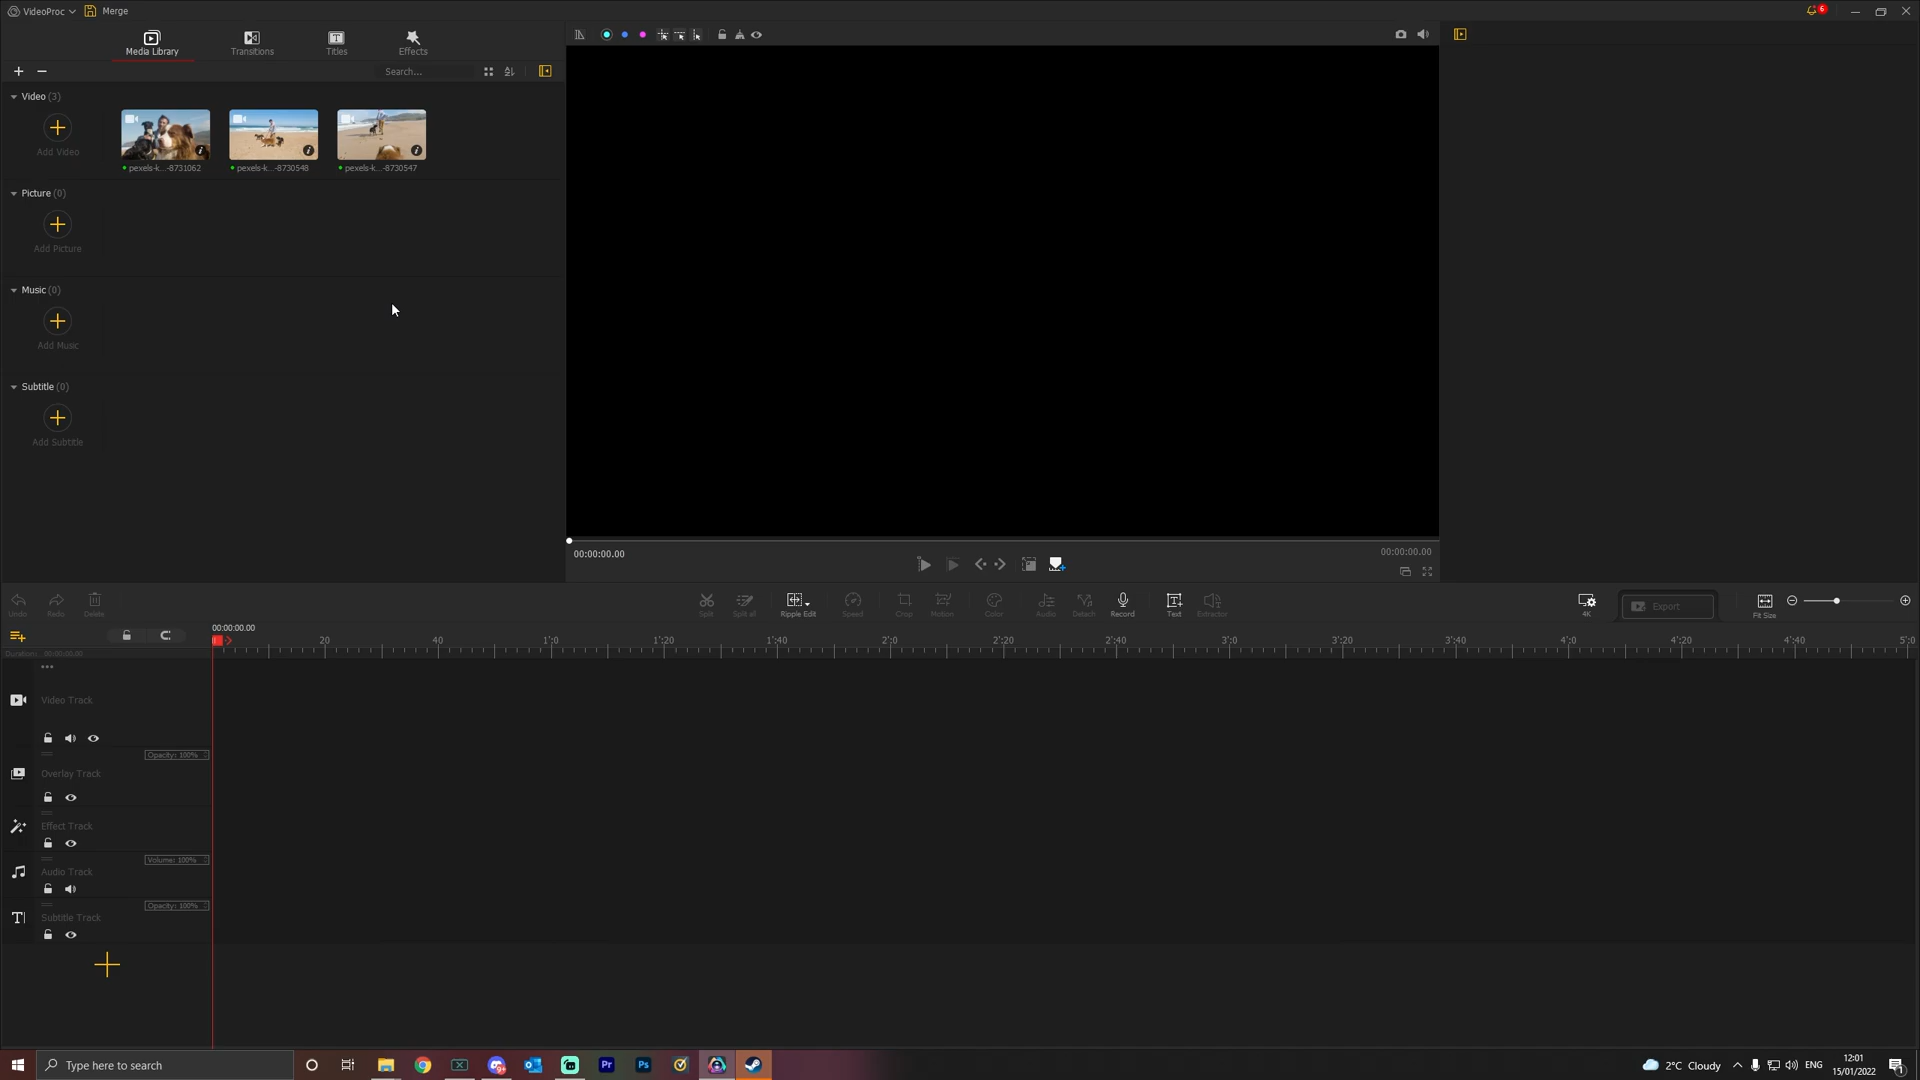 VideoProc Merge 6
Media Library Transitions Titles Effects
Search...
Video (3)
Add Video
pexels-k...-8731062 pexels-k...-8730548 pexels-k...-8730547
Picture (0)
Add Picture
Music (0)
Add Music
Subtitle (0)
Add Subtitle
00:00:00.00 00:00:00.00
Undo Redo Delete Split Split all Ripple Edit Speed Crop Motion Color Audio Detach Record Text Extractor 4K Export Fit Size
00:00:00.00
20 40 1'0 1'20 1'40 2'0 2'20 2'40 3'0 3'20 3'40 4'0 4'20 4'40 5'0
Duration: 00:00:00.00
Video Track
Opacity: 100%
Overlay Track
Effect Track
Volume: 100%
Audio Track
Opacity: 100%
Subtitle Track
Type here to search
Pr Ps
2°C Cloudy ENG
12:01
15/01/2022